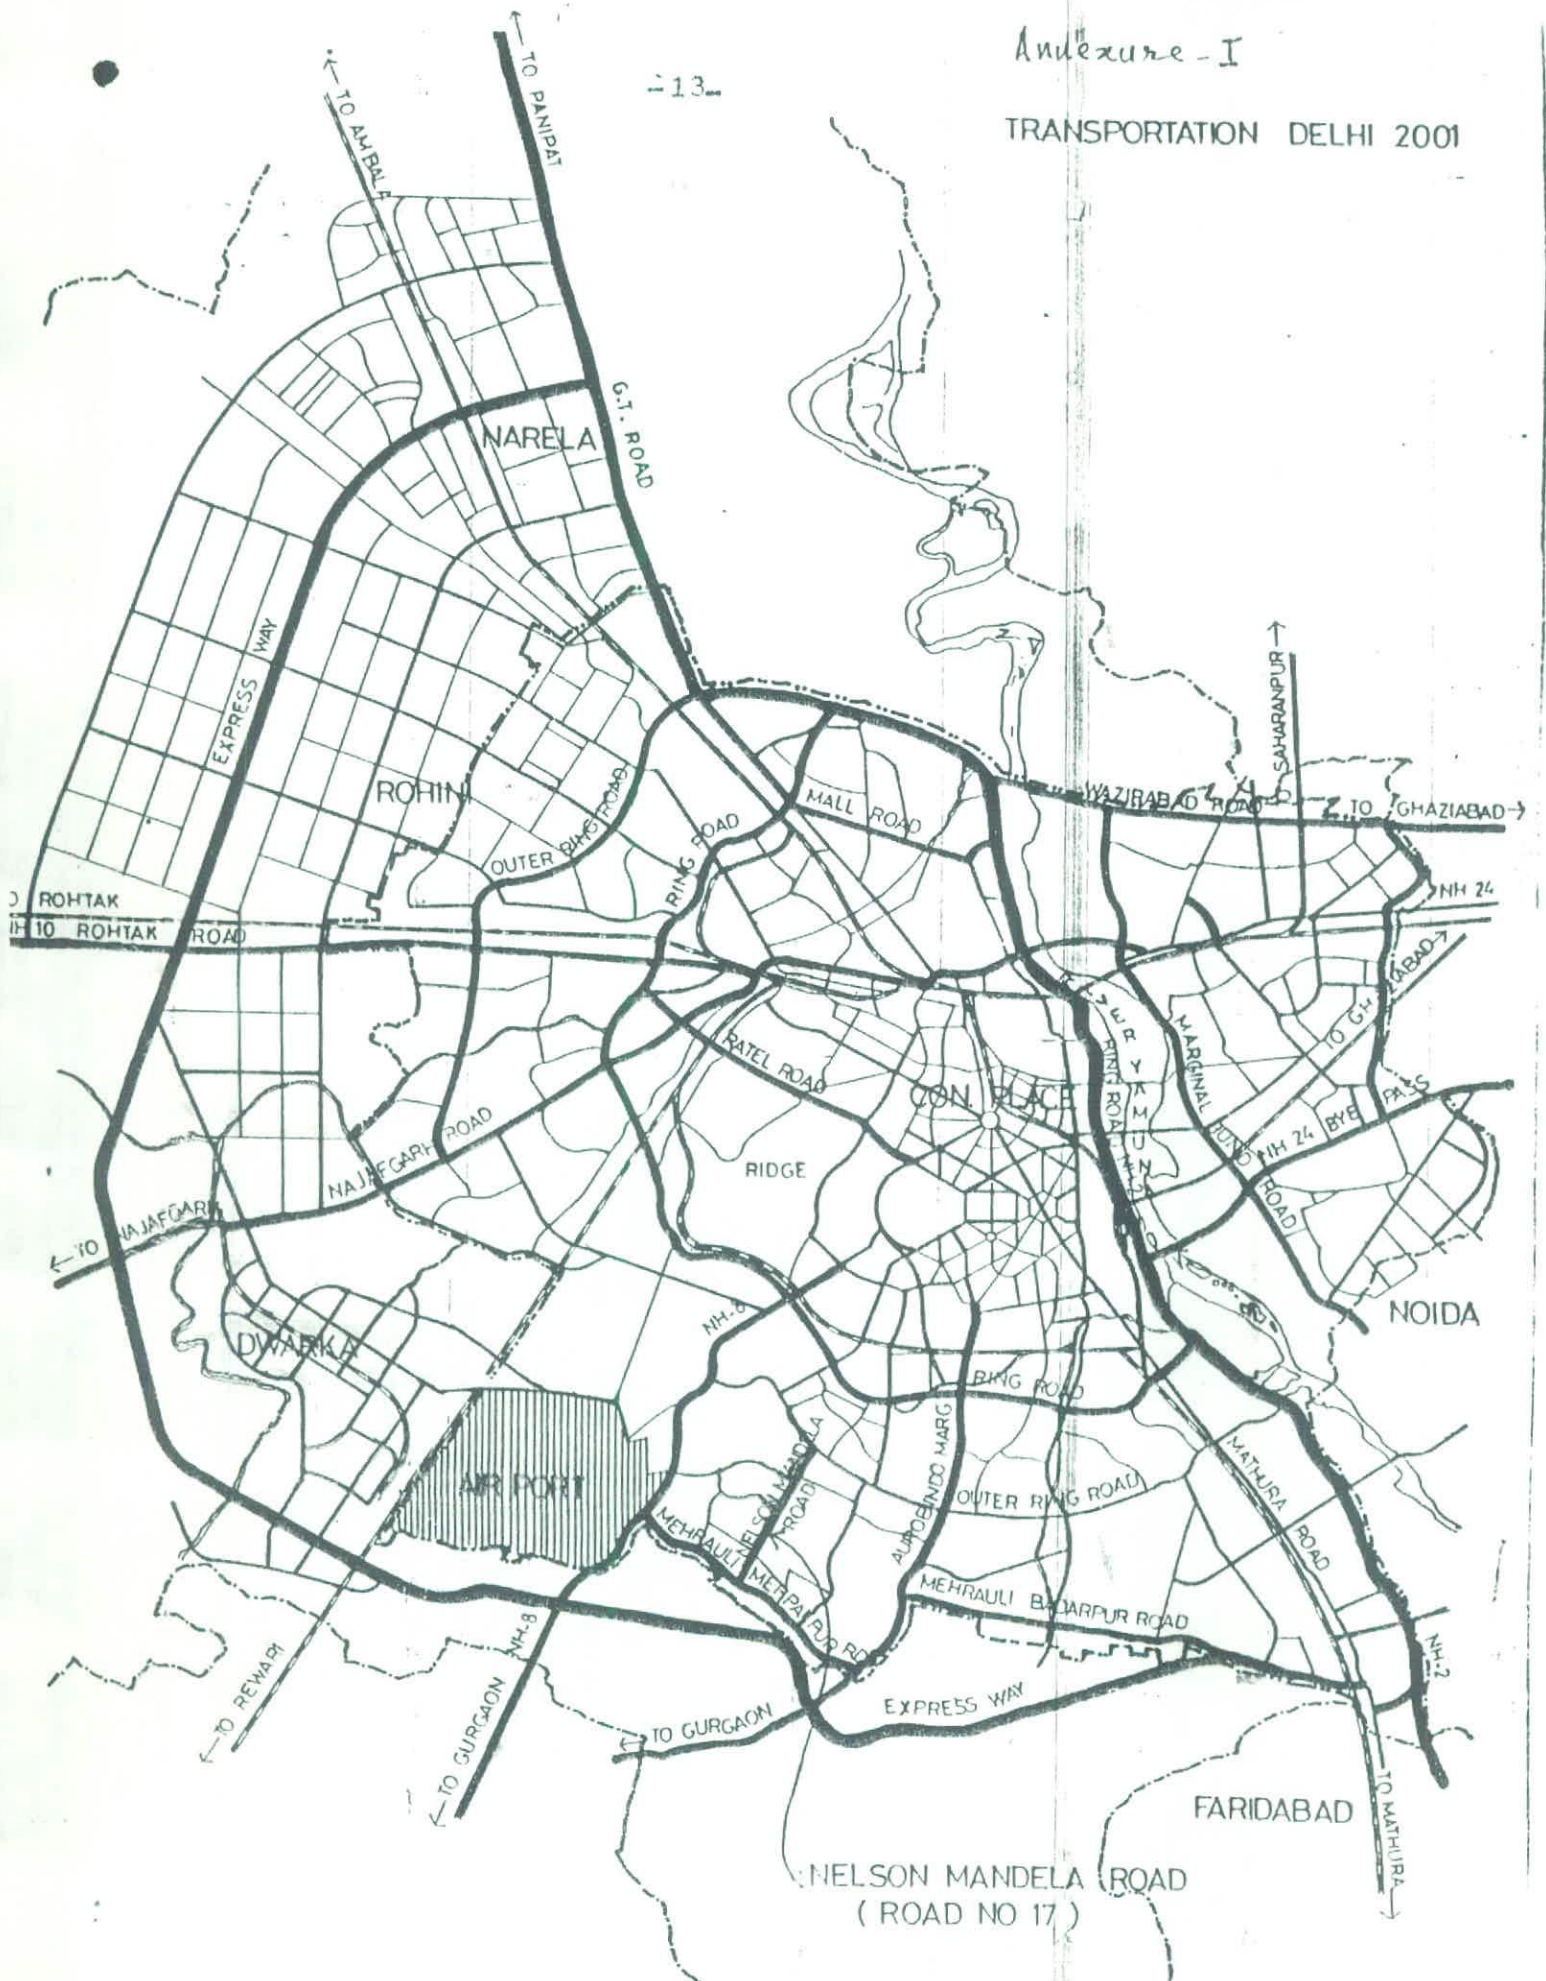 Annexure - I
-13-
TRANSPORTATION DELHI 2001
TO PANIPAT
TO AMBALA
G.T. ROAD
NARELA
EXPRESS WAY
TO SAHARANPUR
ROHINI
OUTER RING ROAD
RING ROAD
MALL ROAD
WAZIRABAD ROAD
TO GHAZIABAD
NH 24
ROHTAK
10 ROHTAK ROAD
TO GHAZIABAD
RIVER YAMUNA
RING ROAD
MARGINAL BUND ROAD
NH 24 BYE PASS
PATEL ROAD
CON. PLACE
RIDGE
NAJAFGARH ROAD
TO NAJAFGARH
NH-8
NOIDA
DWARKA
RING ROAD
AIR PORT
NELSON MANDELA ROAD
AUROBINDO MARG
OUTER RING ROAD
MATHURA ROAD
MEHRAULI MEHPALPUR RD
MEHRAULI BADARPUR ROAD
NH-2
NH-8
TO REWARI
TO GURGAON
TO GURGAON
EXPRESS WAY
FARIDABAD
TO MATHURA
NELSON MANDELA ROAD
( ROAD NO 17 )